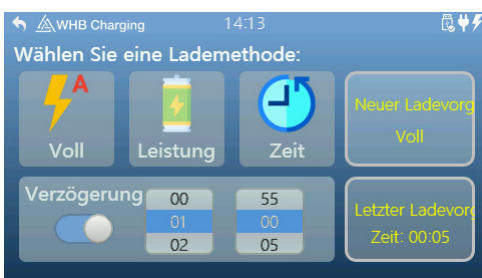 WHB Charging 14:13
Wählen Sie eine Lademethode:
A
Voll
Leistung
Zeit
Neuer Ladevorg
Voll
Verzögerung
00
01
02
55
00
05
Letzter Ladevorg
Zeit: 00:05